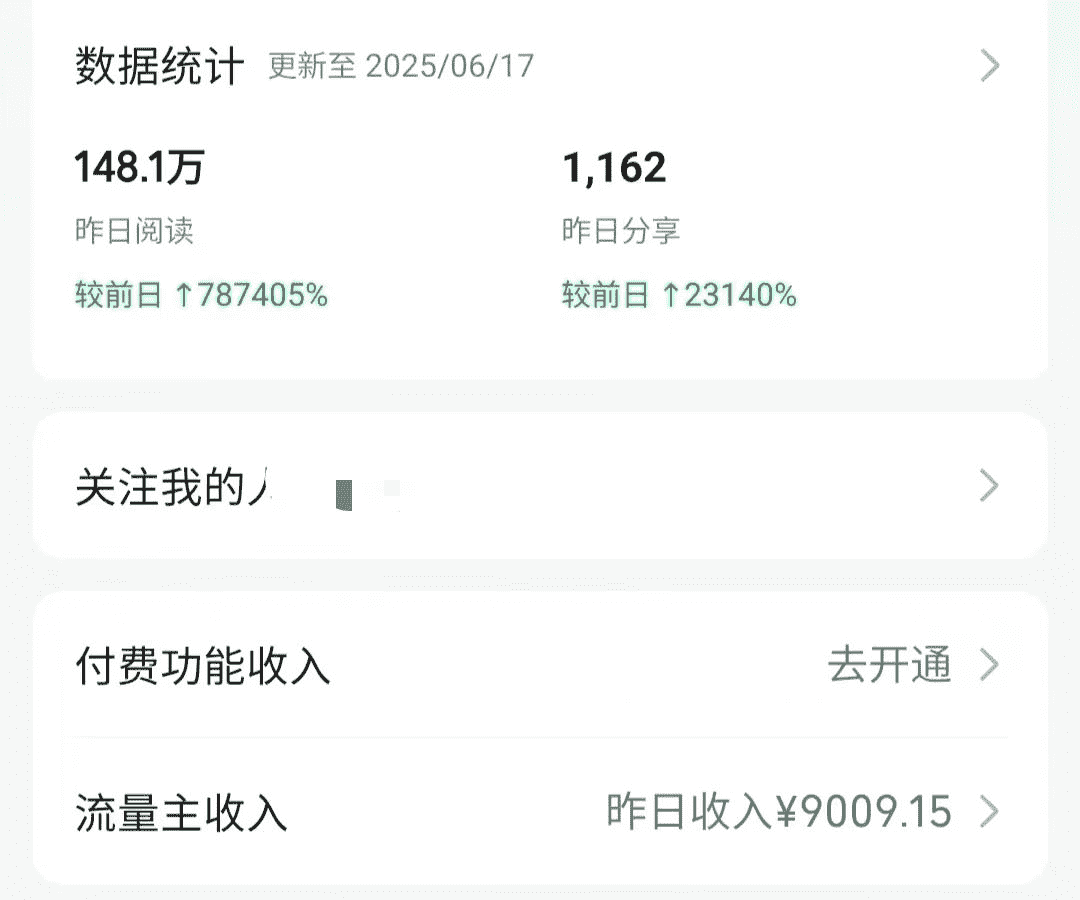 数据统计 更新至 2025/06/17
148.1万 1,162
昨日阅读 昨日分享
较前日 ↑787405% 较前日 ↑23140%
关注我的人
付费功能收入 去开通
流量主收入 昨日收入¥9009.15